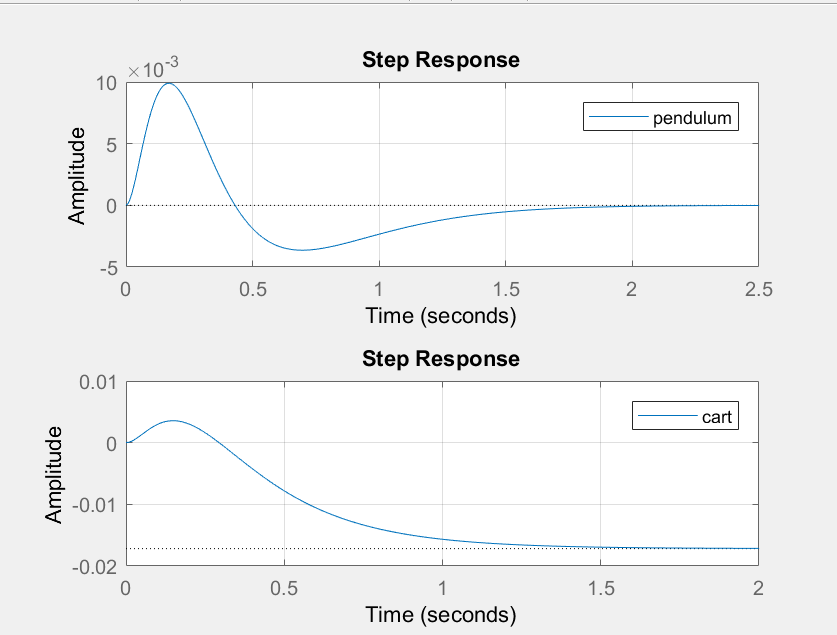 Step Response
×10-3
10
5
0
-5
Amplitude
pendulum
0 0.5 1 1.5 2 2.5
Time (seconds)
Step Response
0.01
0
-0.01
-0.02
Amplitude
cart
0 0.5 1 1.5 2
Time (seconds)